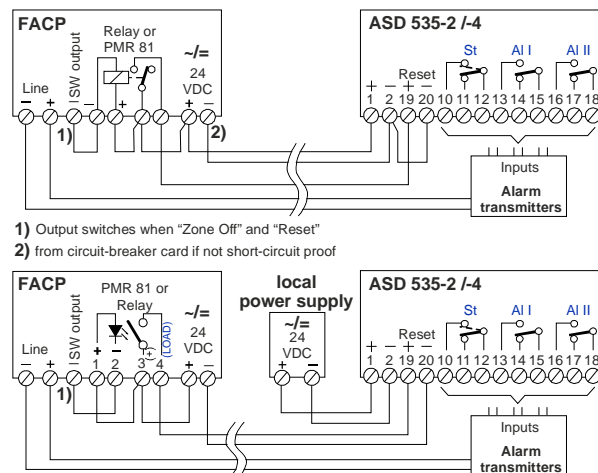 FACP
Relay or
PMR 81
~/=
24
VDC
Line
SW output
− + − + + −
1)
2)
ASD 535-2 /-4
St Al I Al II
Reset
+ − + −
1 2 19 20 10 11 12 13 14 15 16 17 18
Inputs
Alarm
transmitters
1) Output switches when “Zone Off” and “Reset”
2) from circuit-breaker card if not short-circuit proof
FACP
PMR 81 or
Relay
~/=
24
VDC
Line
SW output
(+)
(LOAD)
− + + − + −
1 2 3 4
1)
local
power supply
~/=
24
VDC
+ −
ASD 535-2 /-4
St Al I Al II
Reset
+ − + −
1 2 19 20 10 11 12 13 14 15 16 17 18
Inputs
Alarm
transmitters